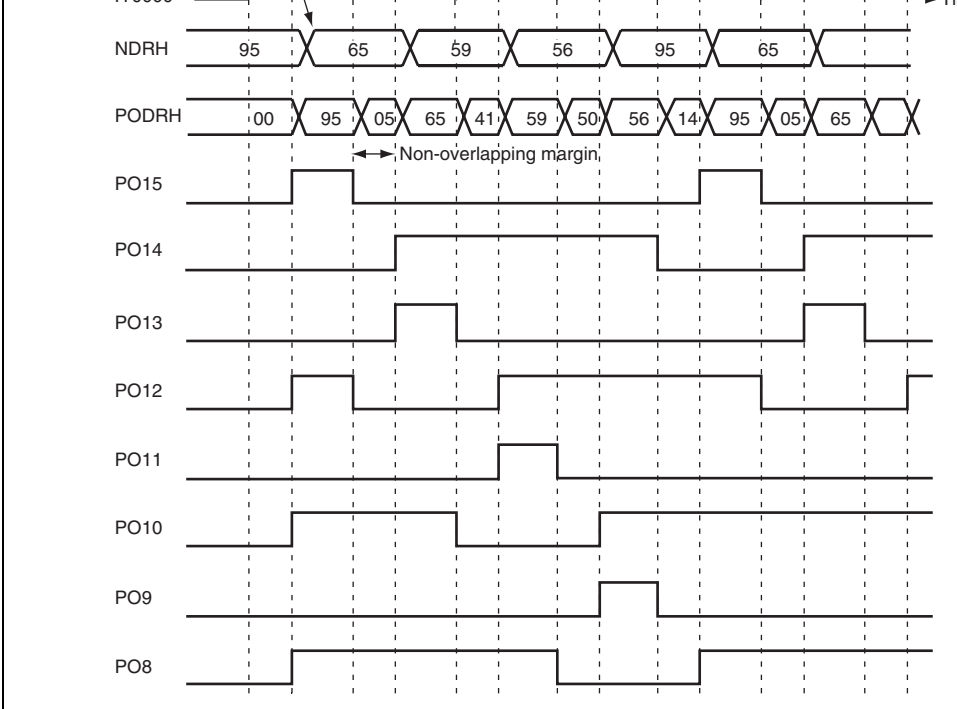 NDRH 95 65 59 56 95 65
PODRH 00 95 05 65 41 59 50 56 14 95 05 65
Non-overlapping margin
PO15
PO14
PO13
PO12
PO11
PO10
PO9
PO8